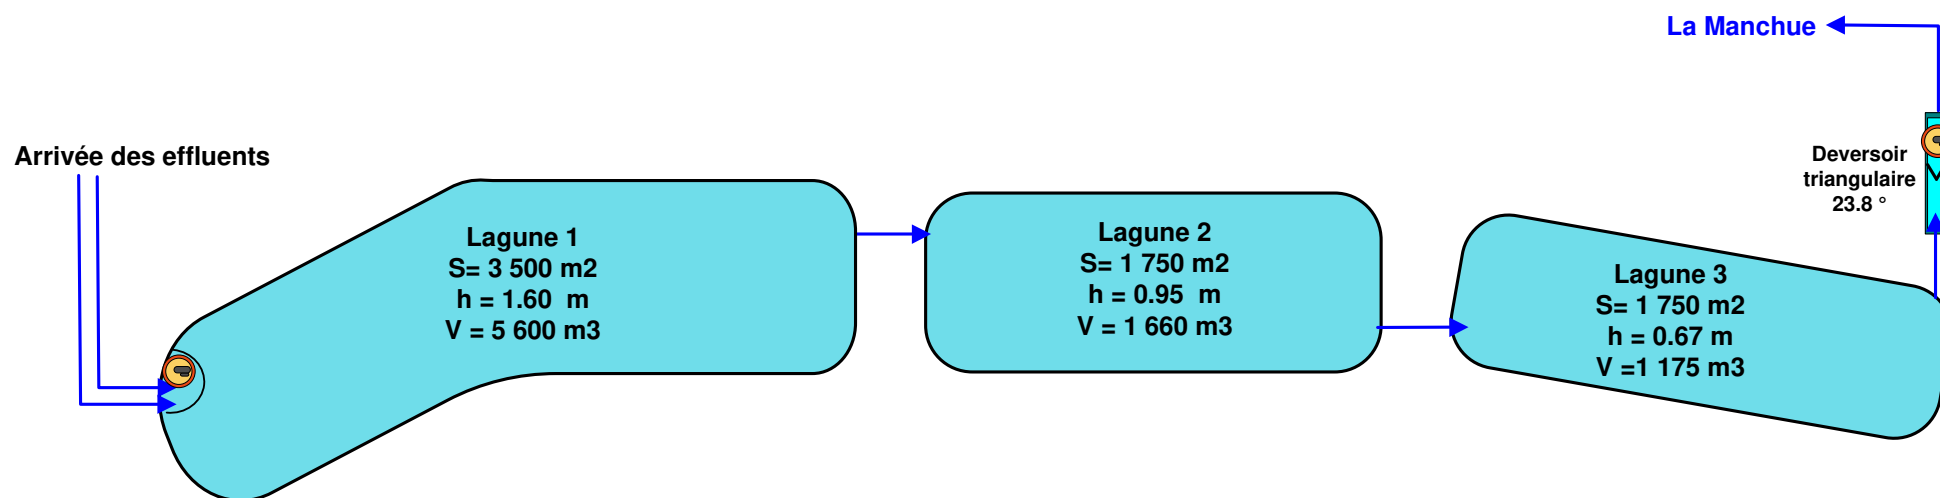 La Manchue
Arrivée des effluents
Deversoir
triangulaire
23.8 °
Lagune 1
S= 3 500 m2
h = 1.60 m
V = 5 600 m3
Lagune 2
S= 1 750 m2
h = 0.95 m
V = 1 660 m3
Lagune 3
S= 1 750 m2
h = 0.67 m
V =1 175 m3